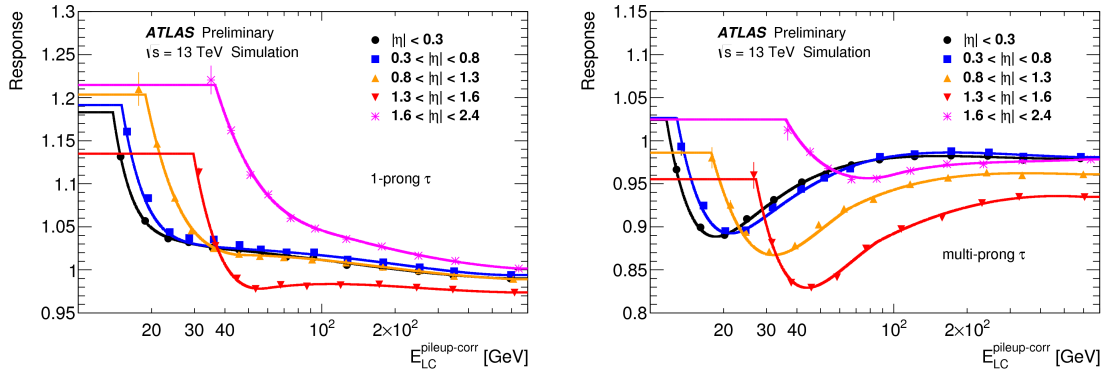 Response
1.3
1.25
1.2
1.15
1.1
1.05
1
0.95
ATLAS Preliminary
√s = 13 TeV Simulation
|η| < 0.3
0.3 < |η| < 0.8
0.8 < |η| < 1.3
1.3 < |η| < 1.6
1.6 < |η| < 2.4
1-prong τ
20 30 40 10² 2×10²
E_LC^pileup-corr [GeV]
Response
1.15
1.1
1.05
1
0.95
0.9
0.85
0.8
ATLAS Preliminary
√s = 13 TeV Simulation
|η| < 0.3
0.3 < |η| < 0.8
0.8 < |η| < 1.3
1.3 < |η| < 1.6
1.6 < |η| < 2.4
multi-prong τ
20 30 40 10² 2×10²
E_LC^pileup-corr [GeV]